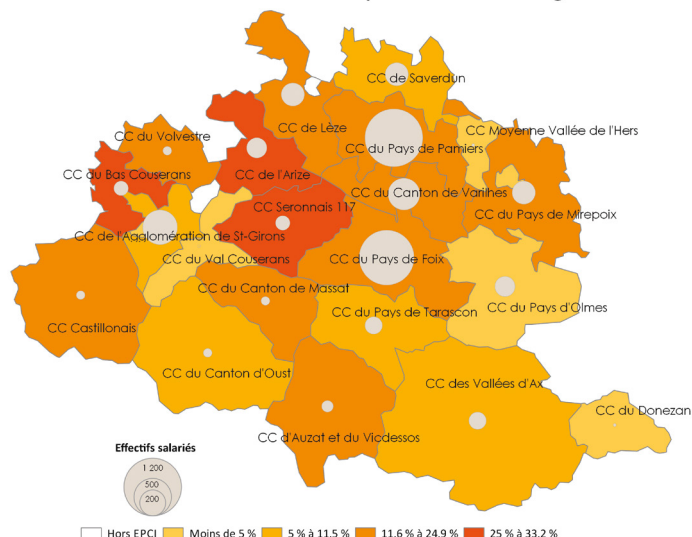 CC de Saverdun
CC du Volvestre
CC de Lèze
CC Moyenne Vallée de l'Hers
CC du Pays de Pamiers
CC du Bas Couserans
CC de l'Arize
CC du Canton de Varilhes
CC Seronnais 117
CC du Pays de Mirepoix
CC de l'Agglomération de St-Girons
CC du Val Couserans
CC du Pays de Foix
CC du Canton de Massat
CC du Pays d'Olmes
CC du Pays de Tarascon
CC Castillonais
CC du Canton d'Oust
CC des Vallées d'Ax
CC du Donezan
CC d'Auzat et du Vicdessos
Effectifs salariés
1 200
500
200
Hors EPCI Moins de 5 % 5 % à 11.5 % 11.6 % à 24.9 % 25 % à 33.2 %